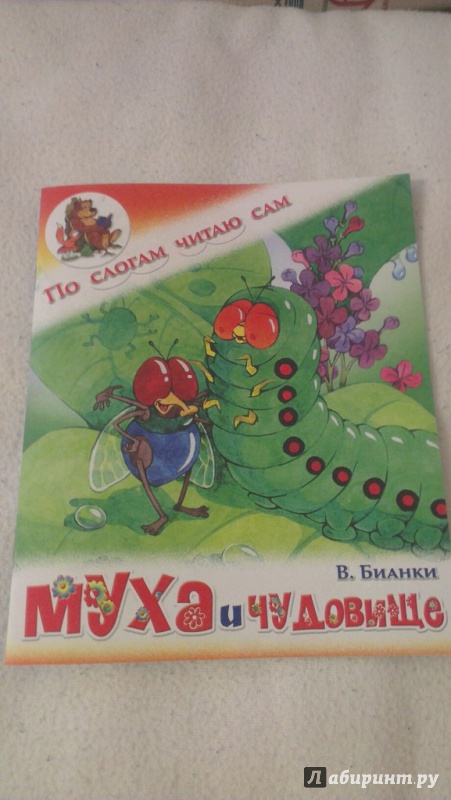 По слогам читаю сам
В. Бианки
Муха и чудовище
Лабиринт.ру